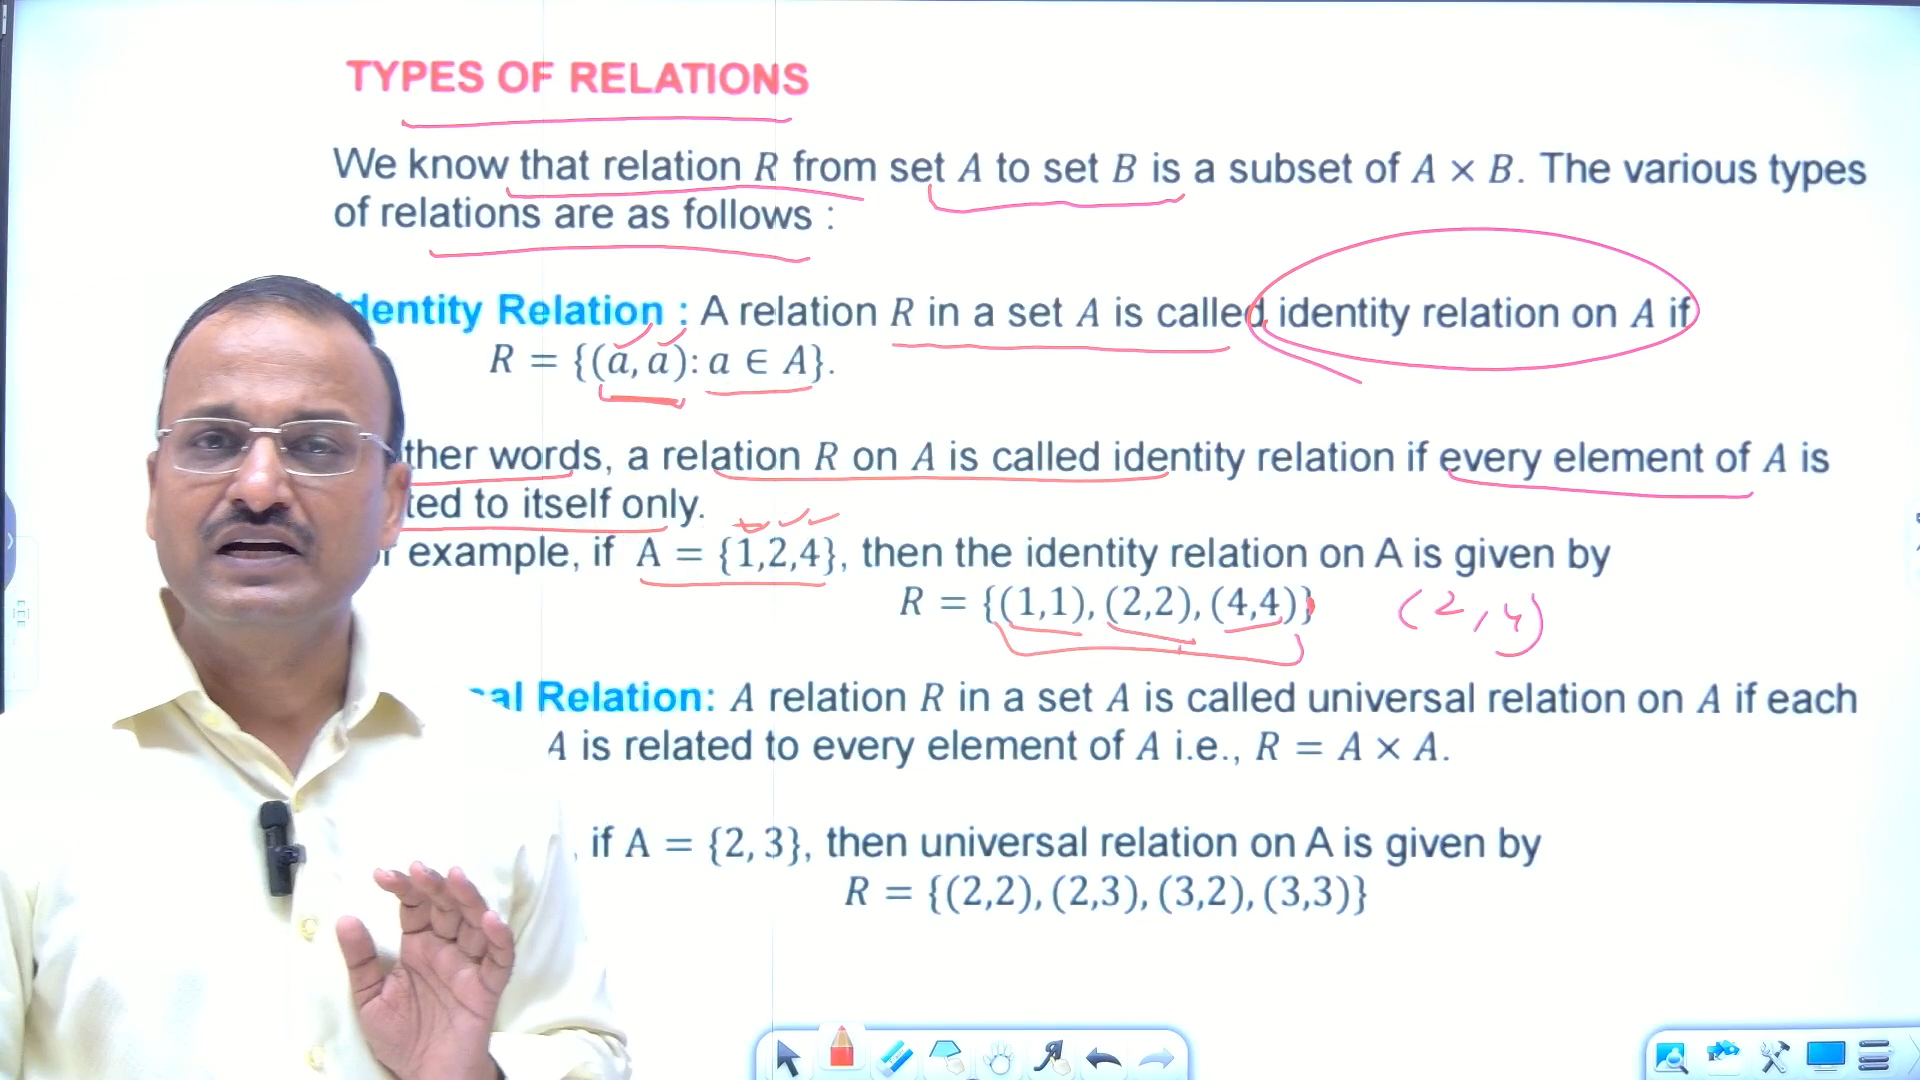 TYPES OF RELATIONS
We know that relation R from set A to set B is a subset of A × B. The various types
of relations are as follows :
dentity Relation : A relation R in a set A is called identity relation on A if
R = {(a, a): a ∈ A}.
ther words, a relation R on A is called identity relation if every element of A is
ted to itself only.
example, if A = {1,2,4}, then the identity relation on A is given by
R = {(1,1), (2,2), (4,4)} (2,4)
al Relation: A relation R in a set A is called universal relation on A if each
A is related to every element of A i.e., R = A × A.
, if A = {2, 3}, then universal relation on A is given by
R = {(2,2), (2,3), (3,2), (3,3)}